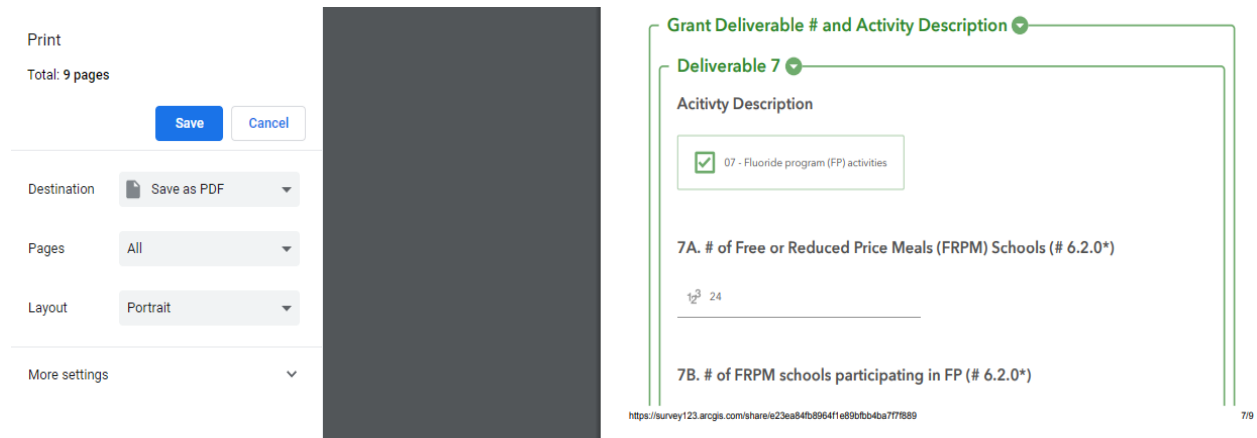 Print
Total: 9 pages
Save
Cancel
Destination
Save as PDF
Pages
All
Layout
Portrait
More settings
Grant Deliverable # and Activity Description
Deliverable 7
Acitivty Description
07 - Fluoride program (FP) activities
7A. # of Free or Reduced Price Meals (FRPM) Schools (# 6.2.0*)
123 24
7B. # of FRPM schools participating in FP (# 6.2.0*)
https://survey123.arcgis.com/share/e23ea84fb8964f1e89bfbb4ba7f7f889
7/9